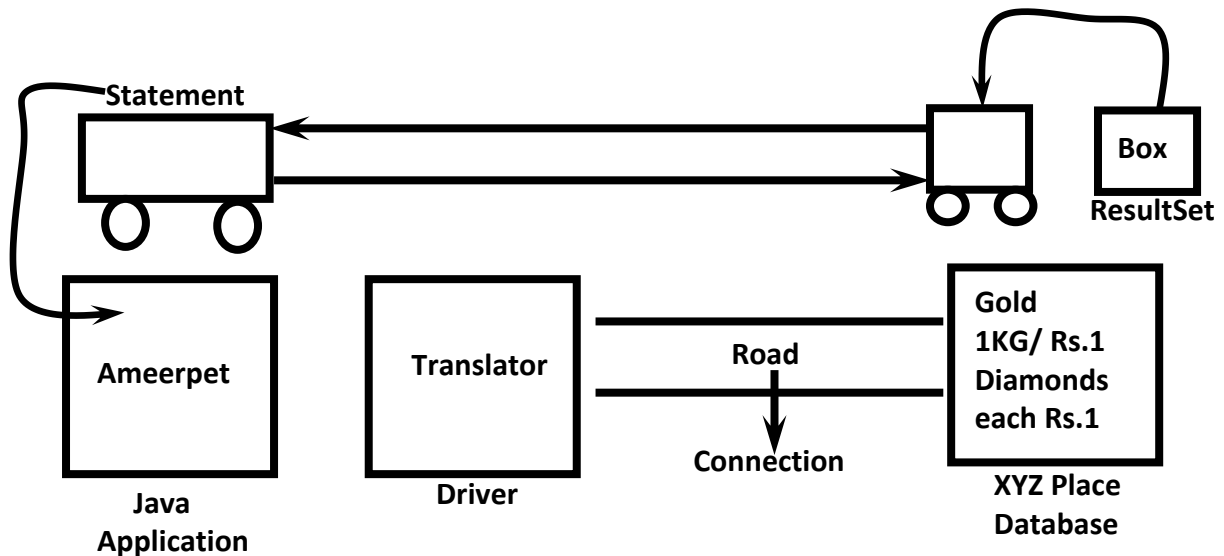 Statement
Box
ResultSet
Ameerpet
Java
Application
Translator
Driver
Road
Connection
Gold
1KG/ Rs.1
Diamonds
each Rs.1
XYZ Place
Database